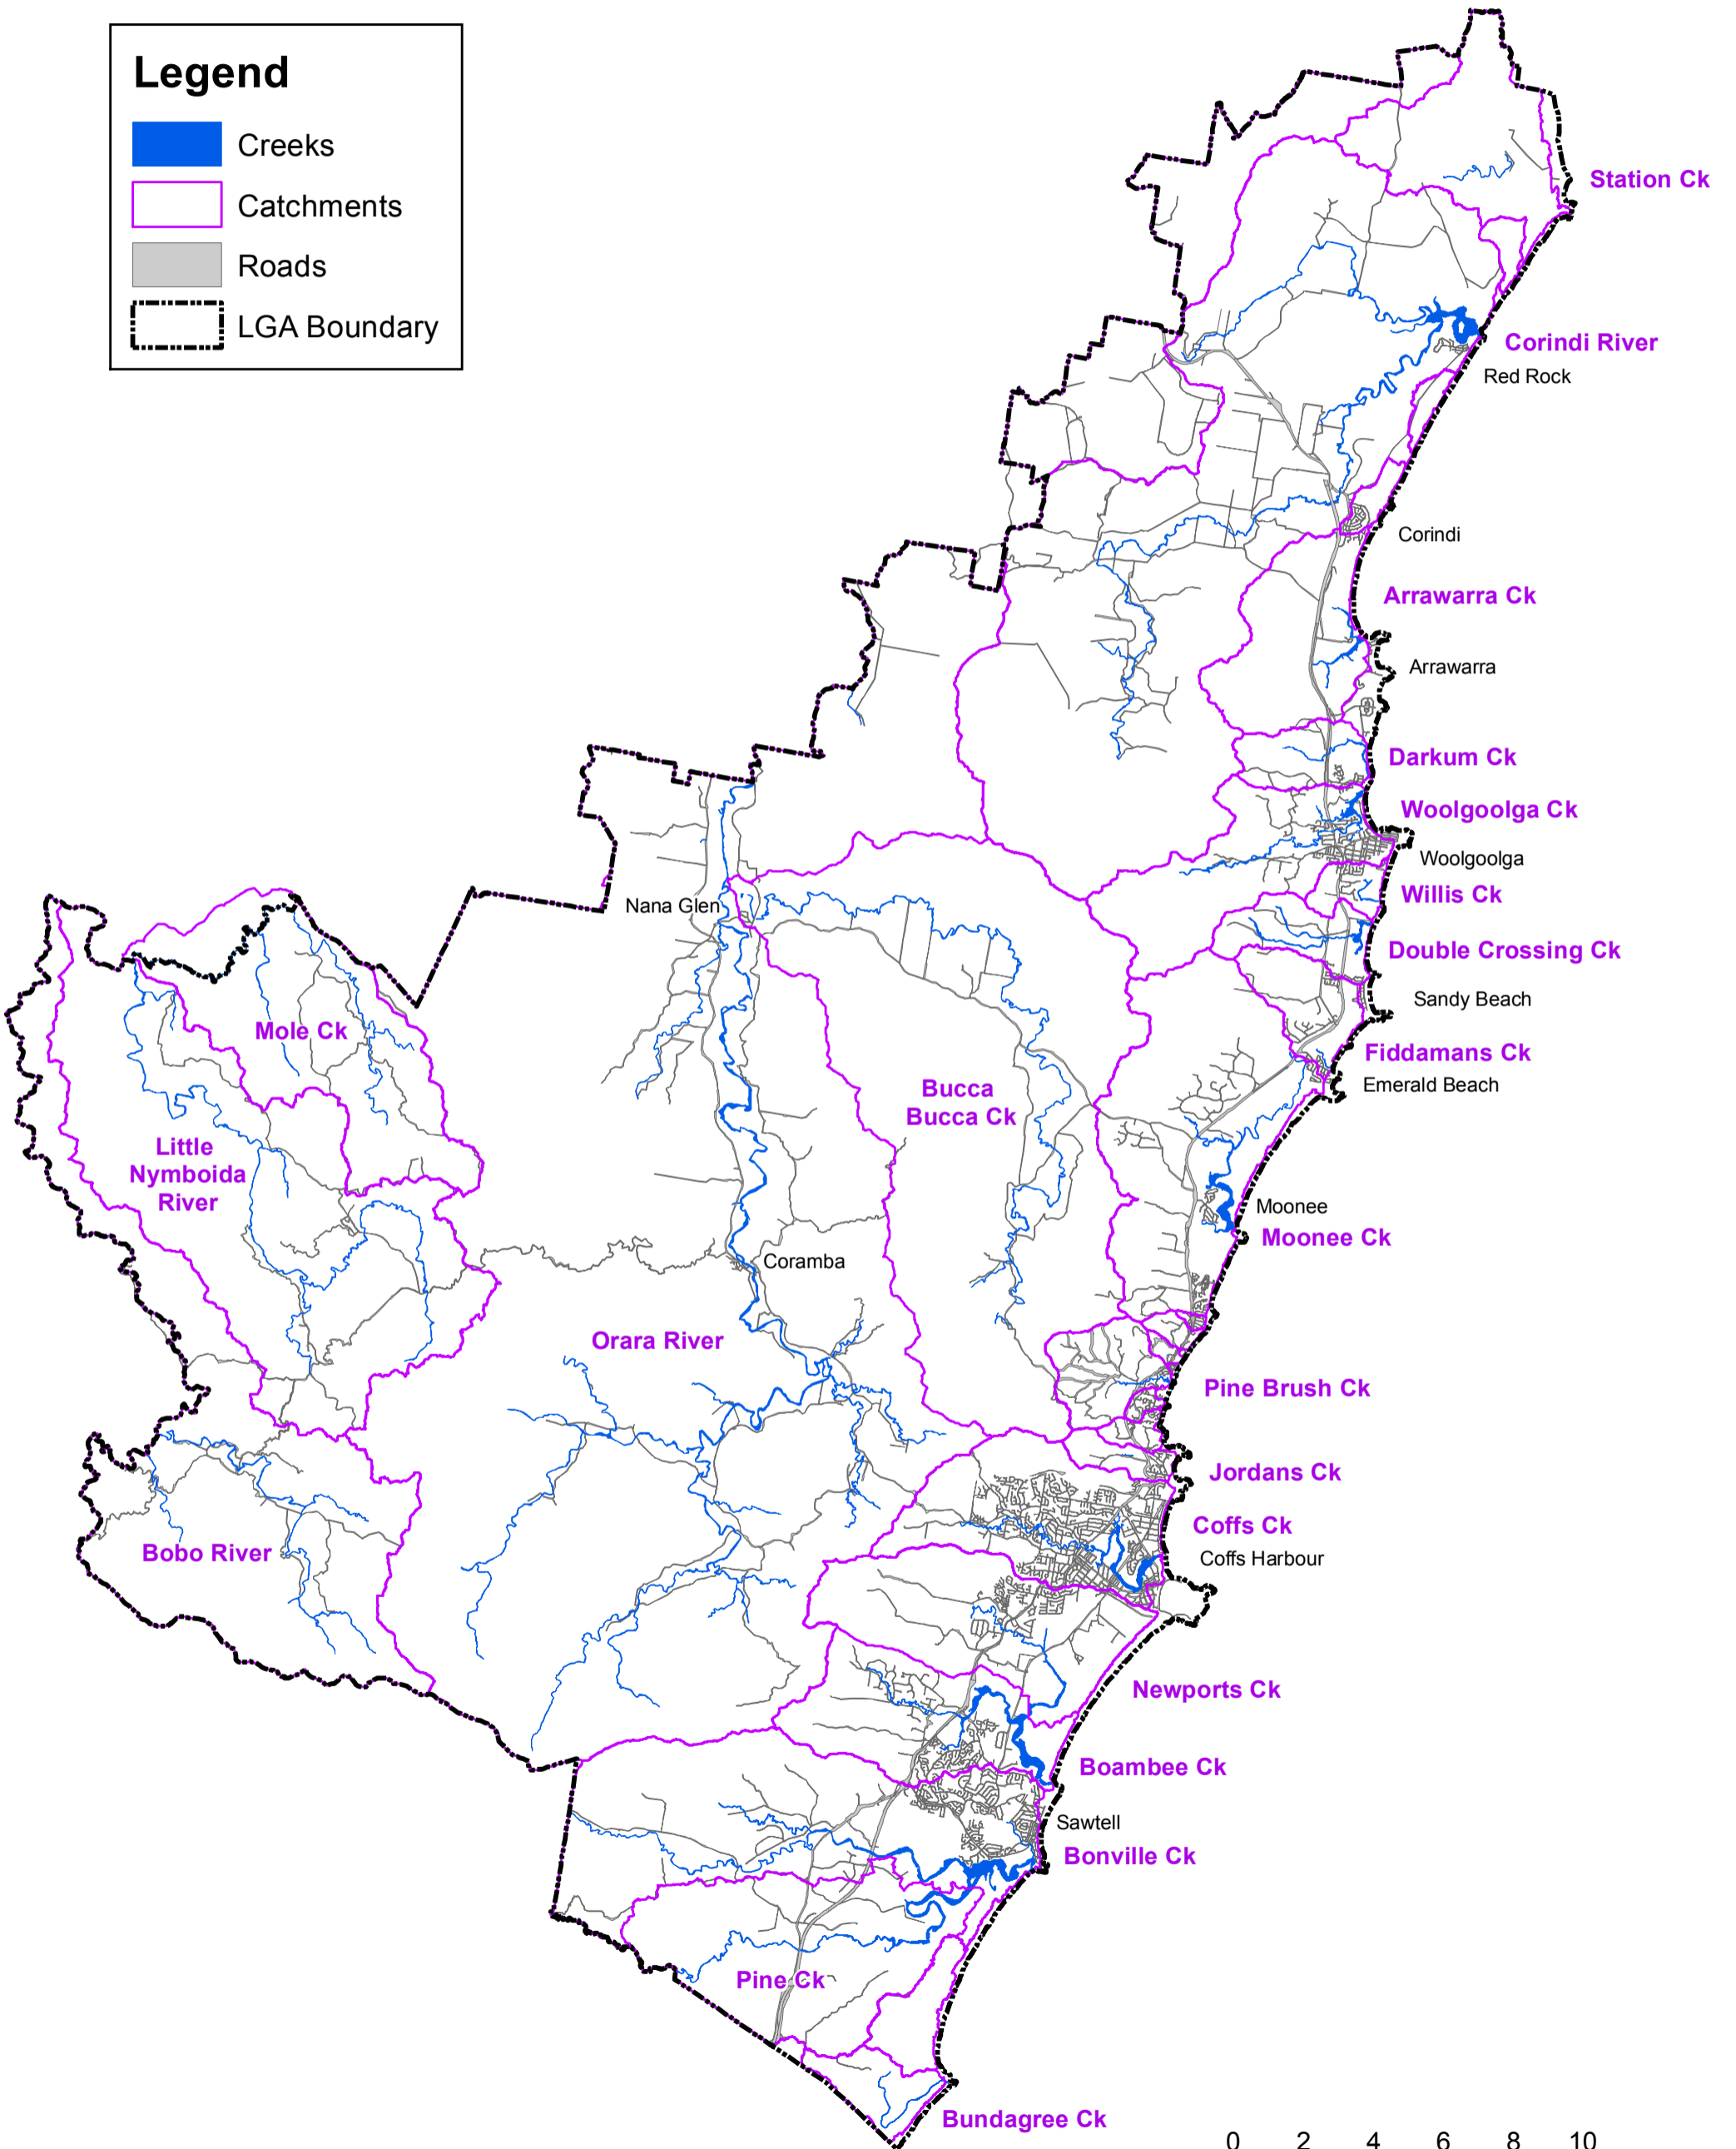 Legend
Creeks
Catchments
Roads
LGA Boundary
Station Ck
Corindi River
Red Rock
Corindi
Arrawarra Ck
Arrawarra
Darkum Ck
Woolgoolga Ck
Woolgoolga
Willis Ck
Nana Glen
Double Crossing Ck
Sandy Beach
Mole Ck
Fiddamans Ck
Emerald Beach
Bucca
Bucca Ck
Little
Nymboida
River
Moonee
Moonee Ck
Coramba
Orara River
Pine Brush Ck
Jordans Ck
Coffs Ck
Bobo River
Coffs Harbour
Newports Ck
Boambee Ck
Sawtell
Bonville Ck
Pine Ck
Bundagree Ck
0 2 4 6 8 10